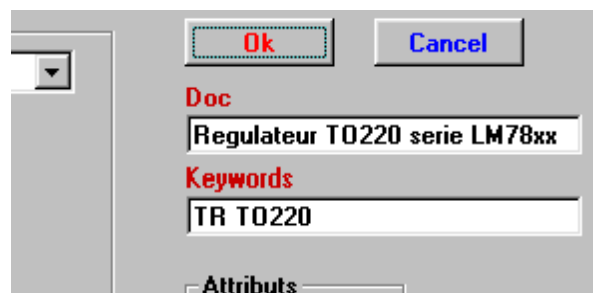 Ok Cancel
Doc
Regulateur TO220 serie LM78xx
Keywords
TR TO220
Attributs